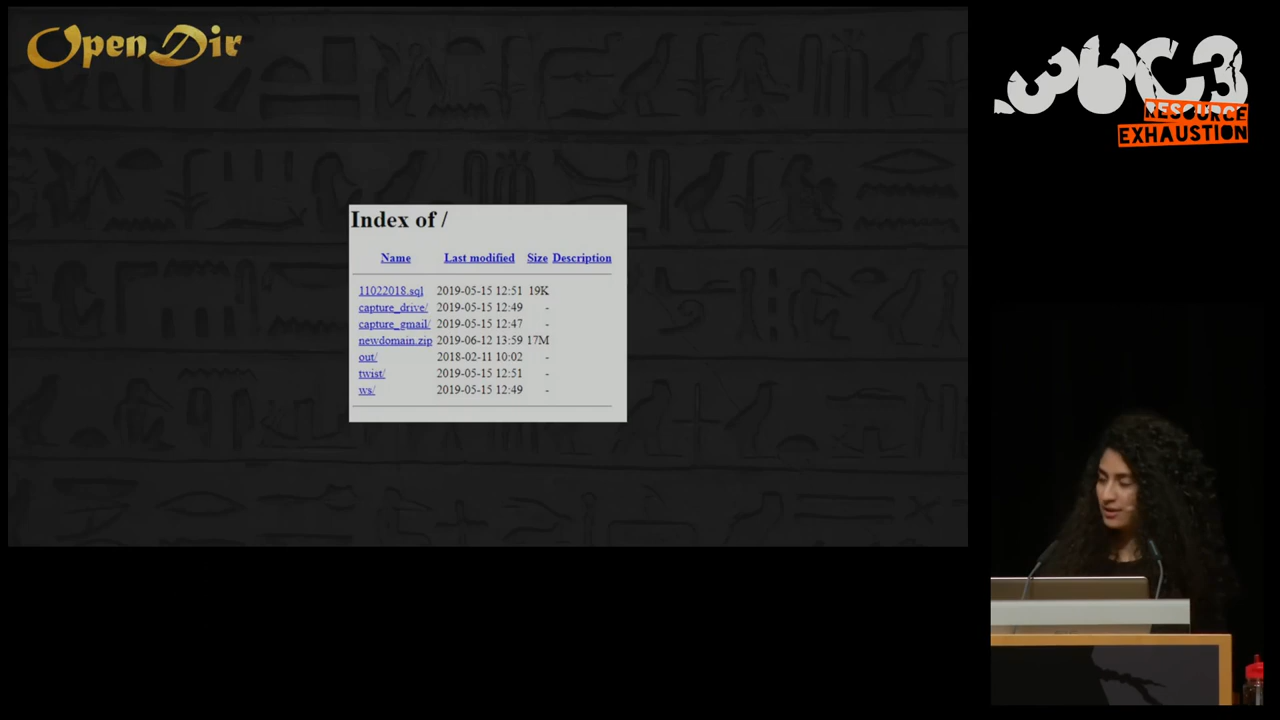 Open Dir
36C3
RESOURCE
EXHAUSTION
Index of /
Name Last modified Size Description
11022018.sql 2019-05-15 12:51 19K
capture_drive/ 2019-05-15 12:49 -
capture_gmail/ 2019-05-15 12:47 -
newdomain.zip 2019-06-12 13:59 17M
out/ 2018-02-11 10:02 -
twist/ 2019-05-15 12:51 -
ws/ 2019-05-15 12:49 -